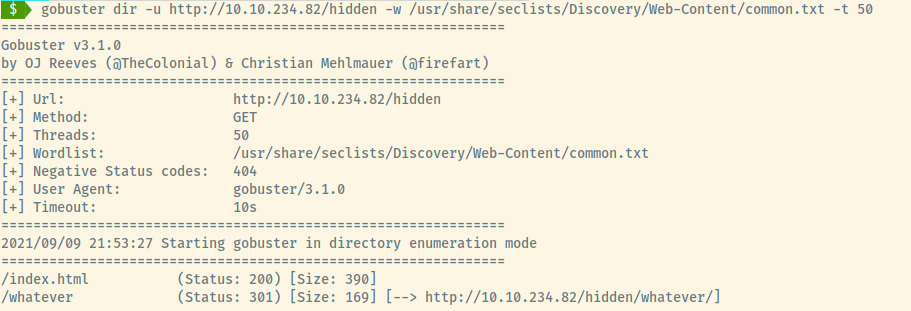 $ gobuster dir -u http://10.10.234.82/hidden -w /usr/share/seclists/Discovery/Web-Content/common.txt -t 50
===============================================================
Gobuster v3.1.0
by OJ Reeves (@TheColonial) & Christian Mehlmauer (@firefart)
===============================================================
[+] Url:                     http://10.10.234.82/hidden
[+] Method:                  GET
[+] Threads:                 50
[+] Wordlist:                /usr/share/seclists/Discovery/Web-Content/common.txt
[+] Negative Status codes:   404
[+] User Agent:              gobuster/3.1.0
[+] Timeout:                 10s
===============================================================
2021/09/09 21:53:27 Starting gobuster in directory enumeration mode
===============================================================
/index.html           (Status: 200) [Size: 390]
/whatever             (Status: 301) [Size: 169] [--> http://10.10.234.82/hidden/whatever/]